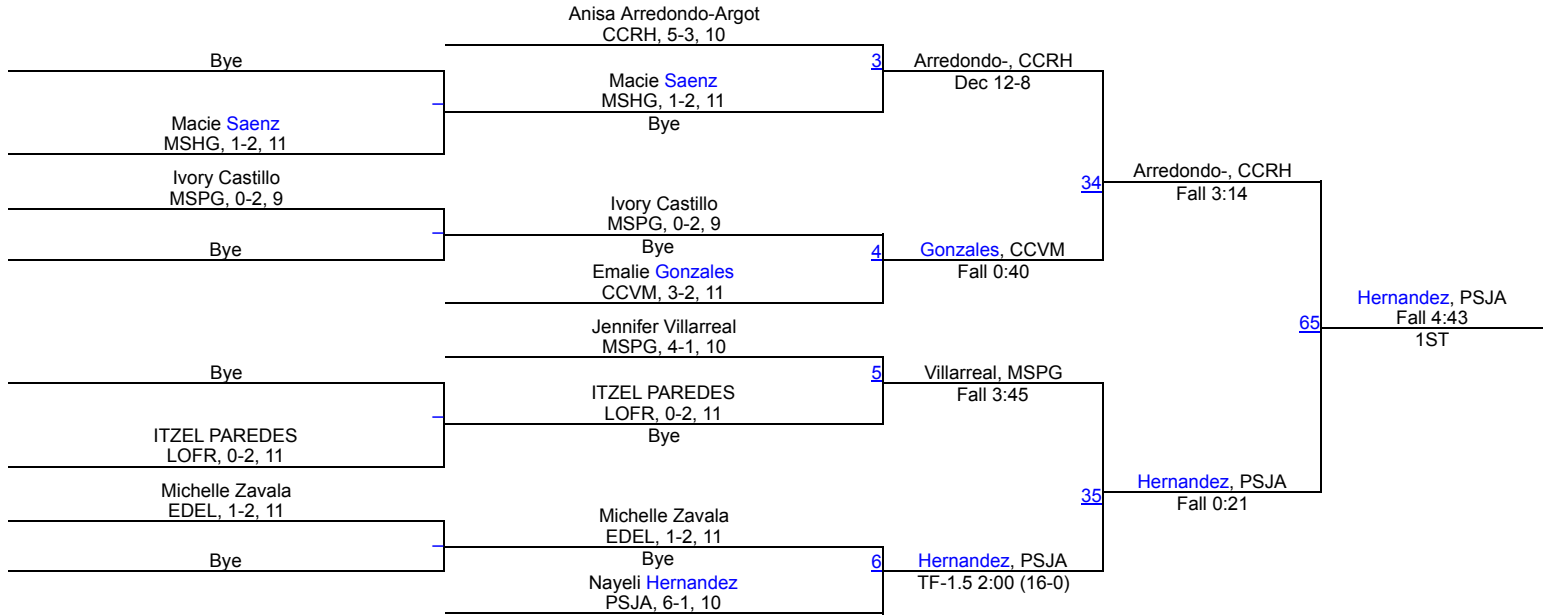 Anisa Arredondo-Argot
CCRH, 5-3, 10
Bye
3
Arredondo-, CCRH
Dec 12-8
Macie Saenz
MSHG, 1-2, 11
Bye
Macie Saenz
MSHG, 1-2, 11
Ivory Castillo
MSPG, 0-2, 9
34
Arredondo-, CCRH
Fall 3:14
Ivory Castillo
MSPG, 0-2, 9
Bye
Bye
4
Gonzales, CCVM
Fall 0:40
Emalie Gonzales
CCVM, 3-2, 11
65
Hernandez, PSJA
Fall 4:43
1ST
Jennifer Villarreal
MSPG, 4-1, 10
Bye
5
Villarreal, MSPG
Fall 3:45
ITZEL PAREDES
LOFR, 0-2, 11
Bye
ITZEL PAREDES
LOFR, 0-2, 11
Michelle Zavala
EDEL, 1-2, 11
35
Hernandez, PSJA
Fall 0:21
Michelle Zavala
EDEL, 1-2, 11
Bye
Bye
6
Hernandez, PSJA
TF-1.5 2:00 (16-0)
Nayeli Hernandez
PSJA, 6-1, 10